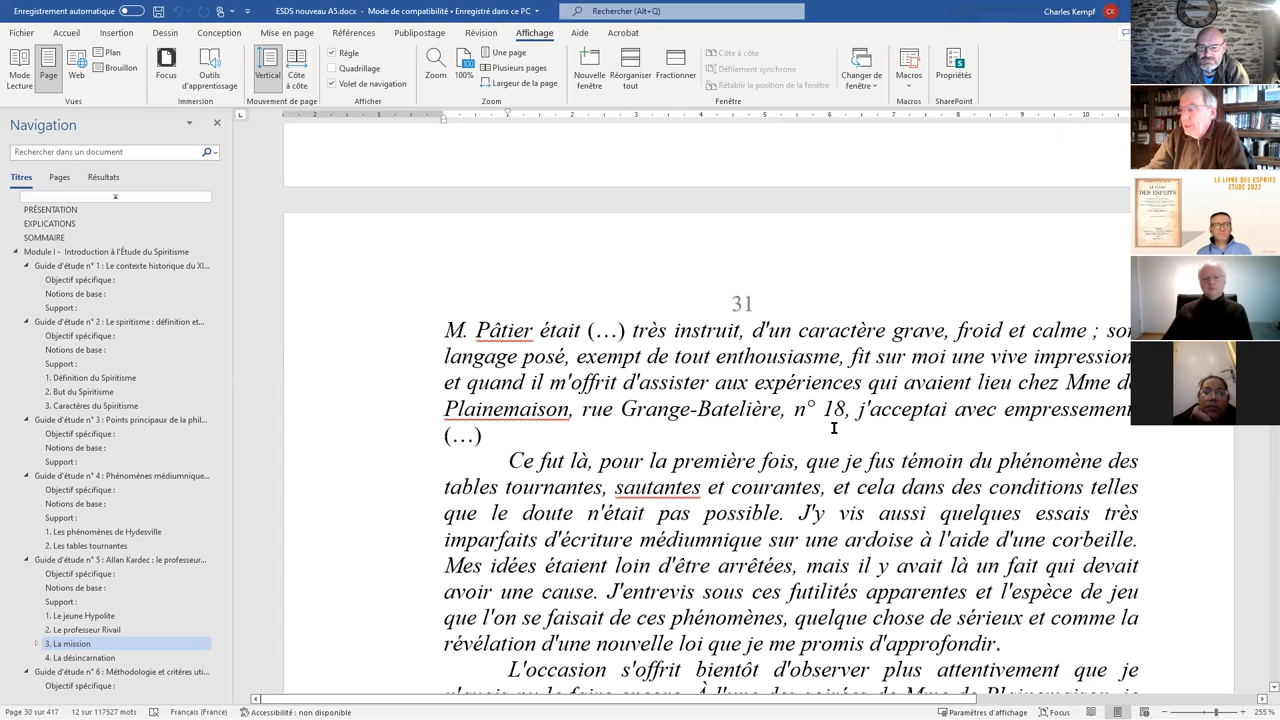 Enregistrement automatique
ESDS nouveau A5.docx - Mode de compatibilité • Enregistré dans ce PC
Rechercher (Alt+Q)
Charles Kempf
CK
Fichier Accueil Insertion Dessin Conception Mise en page Références Publipostage Révision Affichage Aide Acrobat
Mode Lecture
Page
Web
Plan
Brouillon
Vues
Focus
Outils d'apprentissage
Immersion
Vertical
Côte à côte
Mouvement de page
Règle
Quadrillage
Volet de navigation
Afficher
Zoom
100%
Une page
Plusieurs pages
Largeur de la page
Zoom
Nouvelle fenêtre
Réorganiser tout
Fractionner
Côte à côte
Défilement synchrone
Rétablir la position de la fenêtre
Changer de fenêtre
Fenêtre
Macros
Macros
Propriétés
SharePoint
Navigation
Rechercher dans un document
Titres Pages Résultats
PRÉSENTATION
EXPLICATIONS
SOMMAIRE
Module I - Introduction à l'Étude du Spiritisme
Guide d'étude n° 1 : Le contexte historique du XI...
Objectif spécifique :
Notions de base :
Support :
Guide d'étude n° 2 : Le spiritisme : définition et...
Objectif spécifique :
Notions de base :
Support :
1. Définition du Spiritisme
2. But du Spiritisme
3. Caractères du Spiritisme
Guide d'étude n° 3 : Points principaux de la phil...
Objectif spécifique :
Notions de base :
Support :
Guide d'étude n° 4 : Phénomènes médiumnique...
Objectif spécifique :
Notions de base :
Support :
1. Les phénomènes de Hydesville
2. Les tables tournantes
Guide d'étude n° 5 : Allan Kardec : le professeur...
Objectif spécifique :
Notions de base :
Support :
1. Le jeune Hypolite
2. Le professeur Rivail
3. La mission
4. La désincarnation
Guide d'étude n° 6 : Méthodologie et critères uti...
Objectif spécifique :
31
M. Pâtier était (…) très instruit, d'un caractère grave, froid et calme ; son
langage posé, exempt de tout enthousiasme, fit sur moi une vive impression
et quand il m'offrit d'assister aux expériences qui avaient lieu chez Mme de
Plainemaison, rue Grange-Batelière, n° 18, j'acceptai avec empressement
(…)
Ce fut là, pour la première fois, que je fus témoin du phénomène des
tables tournantes, sautantes et courantes, et cela dans des conditions telles
que le doute n'était pas possible. J'y vis aussi quelques essais très
imparfaits d'écriture médiumnique sur une ardoise à l'aide d'une corbeille.
Mes idées étaient loin d'être arrêtées, mais il y avait là un fait qui devait
avoir une cause. J'entrevis sous ces futilités apparentes et l'espèce de jeu
que l'on se faisait de ces phénomènes, quelque chose de sérieux et comme la
révélation d'une nouvelle loi que je me promis d'approfondir.
L'occasion s'offrit bientôt d'observer plus attentivement que je
n'avais pu le faire encore. À l'une des soirées de Mme de Plainemaison, je
LE LIVRE DES ESPRITS
ETUDE 2022
LE LIVRE
DES ESPRITS
Page 30 sur 417 12 sur 117527 mots Français (France) Accessibilité : non disponible Paramètres d'affichage Focus 255 %